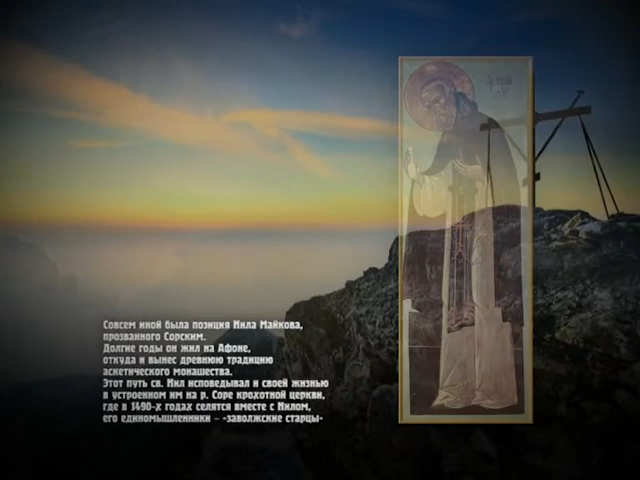 Совсем иной была позиция Нила Майкова,
прозванного Сорским.
Долгие годы он жил на Афоне,
откуда и вынес древнюю традицию
аскетического монашества.
Этот путь св. Нил исповедывал и своей жизнью
в устроенном им на р. Соре крохотной церкви,
где в 1490-х годах селятся вместе с Нилом,
его единомышленники – «заволжские старцы»